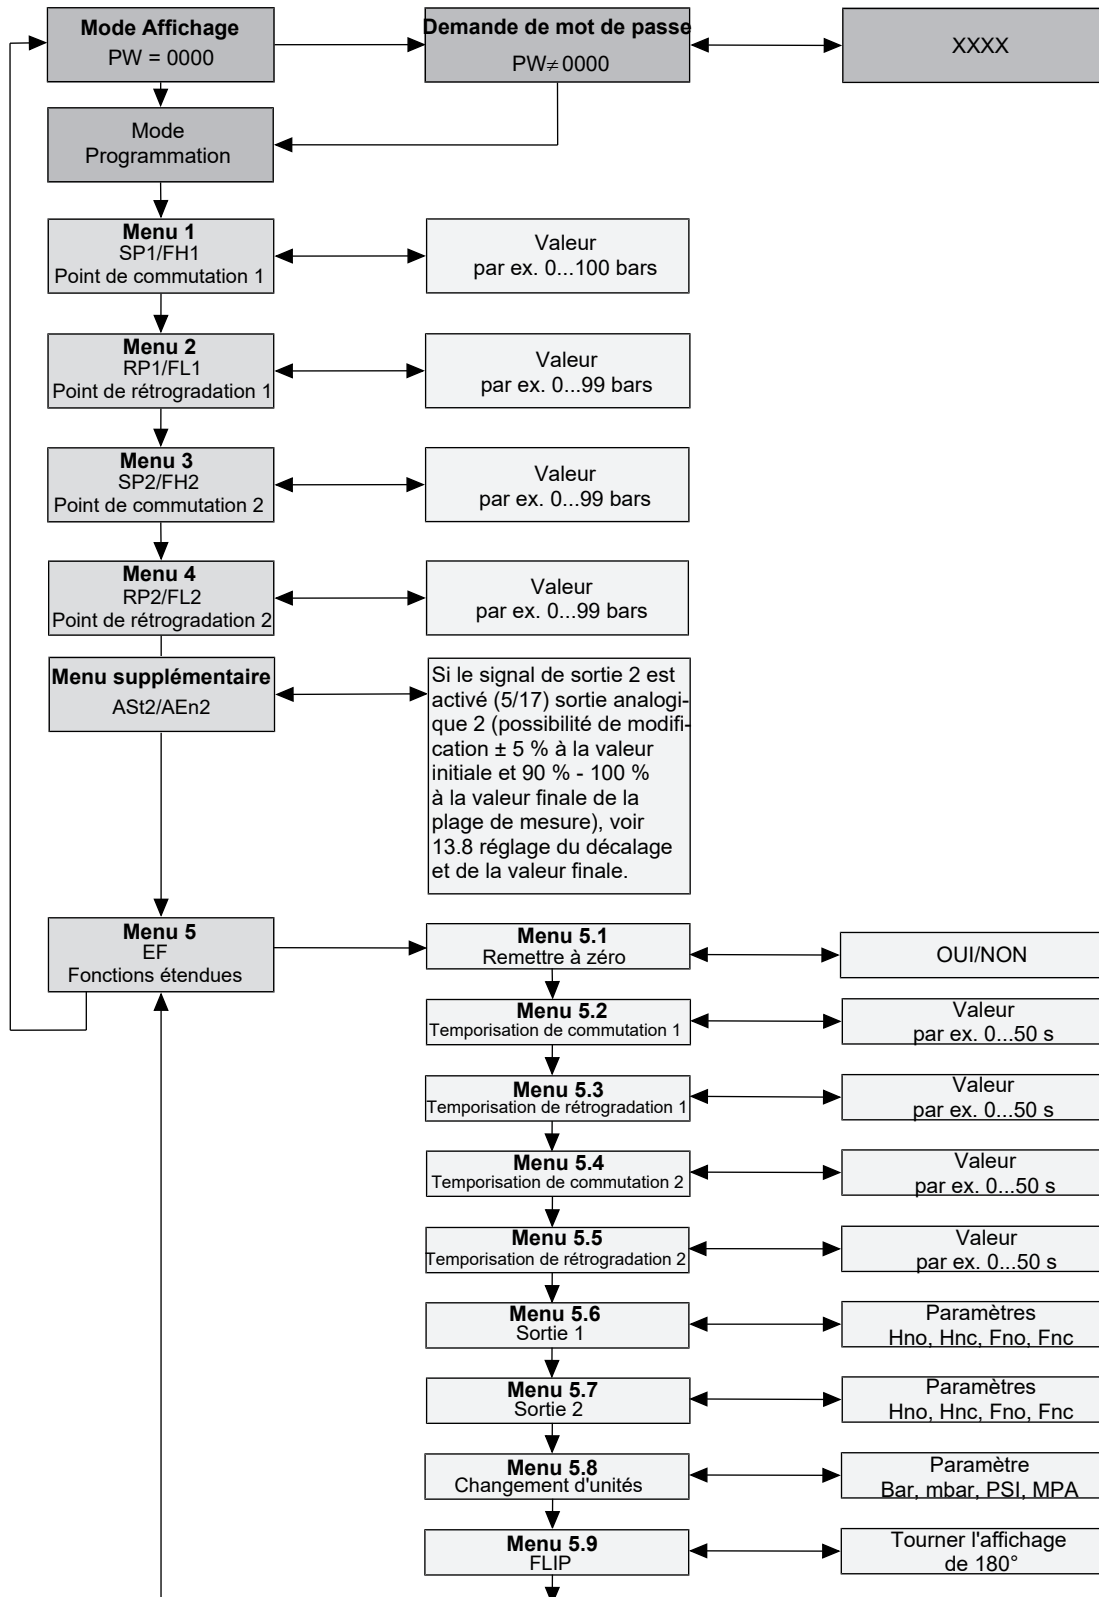 Mode Affichage
PW = 0000
Demande de mot de passe
PW≠0000
XXXX
Mode
Programmation
Menu 1
SP1/FH1
Point de commutation 1
Valeur
par ex. 0...100 bars
Menu 2
RP1/FL1
Point de rétrogradation 1
Valeur
par ex. 0...99 bars
Menu 3
SP2/FH2
Point de commutation 2
Valeur
par ex. 0...99 bars
Menu 4
RP2/FL2
Point de rétrogradation 2
Valeur
par ex. 0...99 bars
Menu supplémentaire
ASt2/AEn2
Si le signal de sortie 2 est
activé (5/17) sortie analogi-
que 2 (possibilité de modifi-
cation ± 5 % à la valeur
initiale et 90 % - 100 %
à la valeur finale de la
plage de mesure), voir
13.8 réglage du décalage
et de la valeur finale.
Menu 5
EF
Fonctions étendues
Menu 5.1
Remettre à zéro
OUI/NON
Menu 5.2
Temporisation de commutation 1
Valeur
par ex. 0...50 s
Menu 5.3
Temporisation de rétrogradation 1
Valeur
par ex. 0...50 s
Menu 5.4
Temporisation de commutation 2
Valeur
par ex. 0...50 s
Menu 5.5
Temporisation de rétrogradation 2
Valeur
par ex. 0...50 s
Menu 5.6
Sortie 1
Paramètres
Hno, Hnc, Fno, Fnc
Menu 5.7
Sortie 2
Paramètres
Hno, Hnc, Fno, Fnc
Menu 5.8
Changement d'unités
Paramètre
Bar, mbar, PSI, MPA
Menu 5.9
FLIP
Tourner l'affichage
de 180°